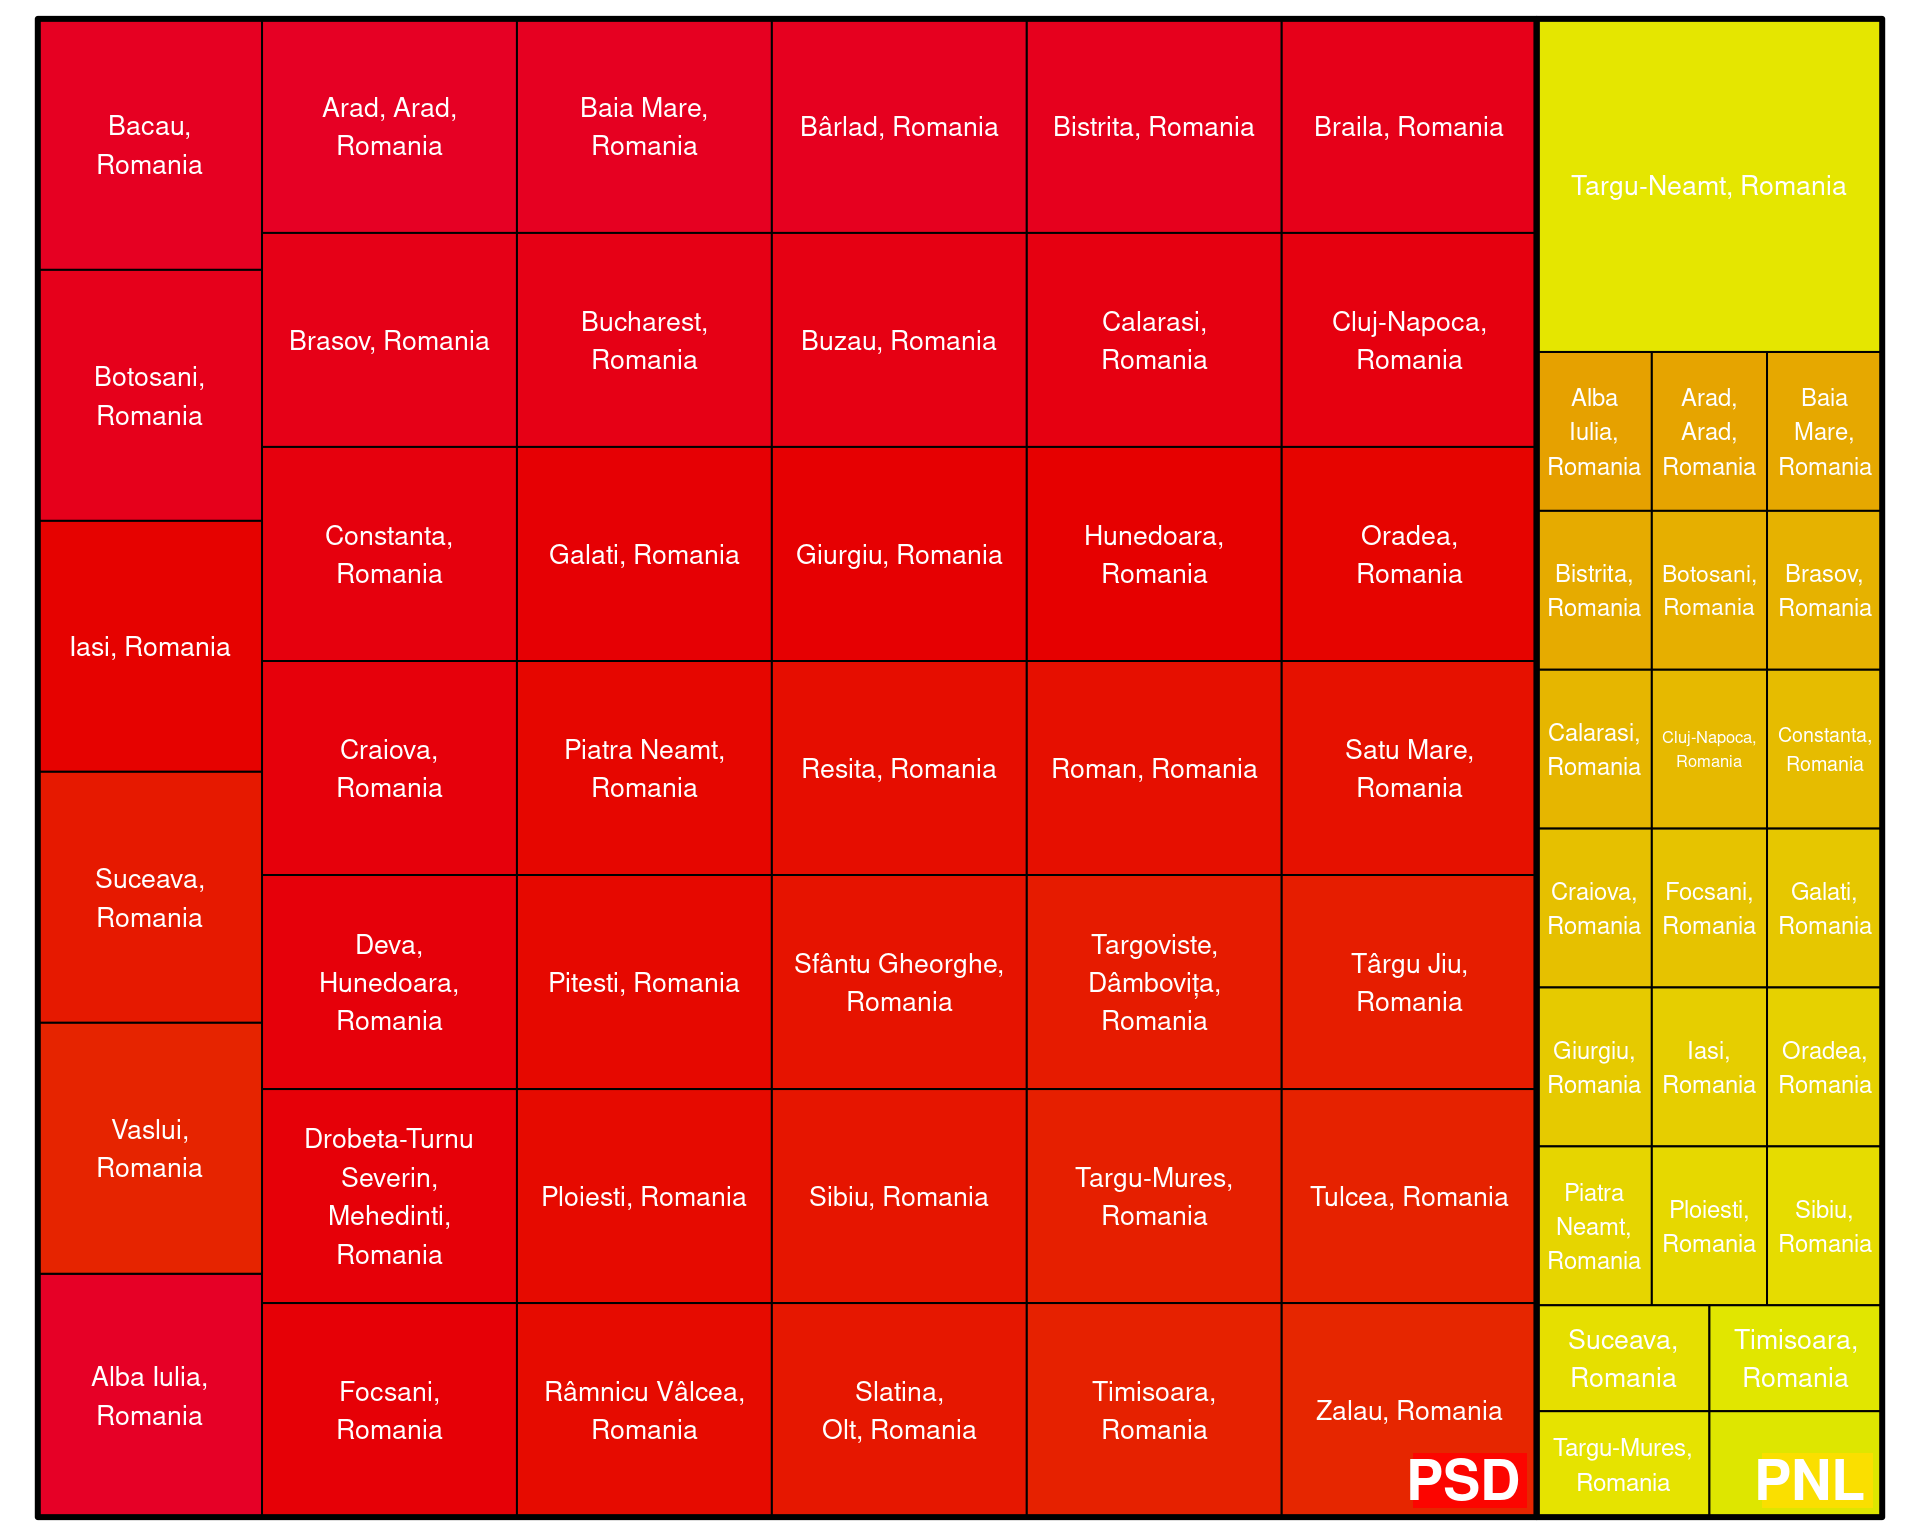 Bacau,
Romania
Botosani,
Romania
Iasi, Romania
Suceava,
Romania
Vaslui,
Romania
Alba Iulia,
Romania
Arad, Arad,
Romania
Baia Mare,
Romania
Bârlad, Romania
Bistrita, Romania
Braila, Romania
Brasov, Romania
Bucharest,
Romania
Buzau, Romania
Calarasi,
Romania
Cluj-Napoca,
Romania
Constanta,
Romania
Galati, Romania
Giurgiu, Romania
Hunedoara,
Romania
Oradea,
Romania
Craiova,
Romania
Piatra Neamt,
Romania
Resita, Romania
Roman, Romania
Satu Mare,
Romania
Deva,
Hunedoara,
Romania
Pitesti, Romania
Sfântu Gheorghe,
Romania
Targoviste,
Dâmbovița,
Romania
Târgu Jiu,
Romania
Drobeta-Turnu
Severin,
Mehedinti,
Romania
Ploiesti, Romania
Sibiu, Romania
Targu-Mures,
Romania
Tulcea, Romania
Focsani,
Romania
Râmnicu Vâlcea,
Romania
Slatina,
Olt, Romania
Timisoara,
Romania
Zalau, Romania
PSD
Targu-Neamt, Romania
Alba
Iulia,
Romania
Arad,
Arad,
Romania
Baia
Mare,
Romania
Bistrita,
Romania
Botosani,
Romania
Brasov,
Romania
Calarasi,
Romania
Cluj-Napoca,
Romania
Constanta,
Romania
Craiova,
Romania
Focsani,
Romania
Galati,
Romania
Giurgiu,
Romania
Iasi,
Romania
Oradea,
Romania
Piatra
Neamt,
Romania
Ploiesti,
Romania
Sibiu,
Romania
Suceava,
Romania
Timisoara,
Romania
Targu-Mures,
Romania
PNL